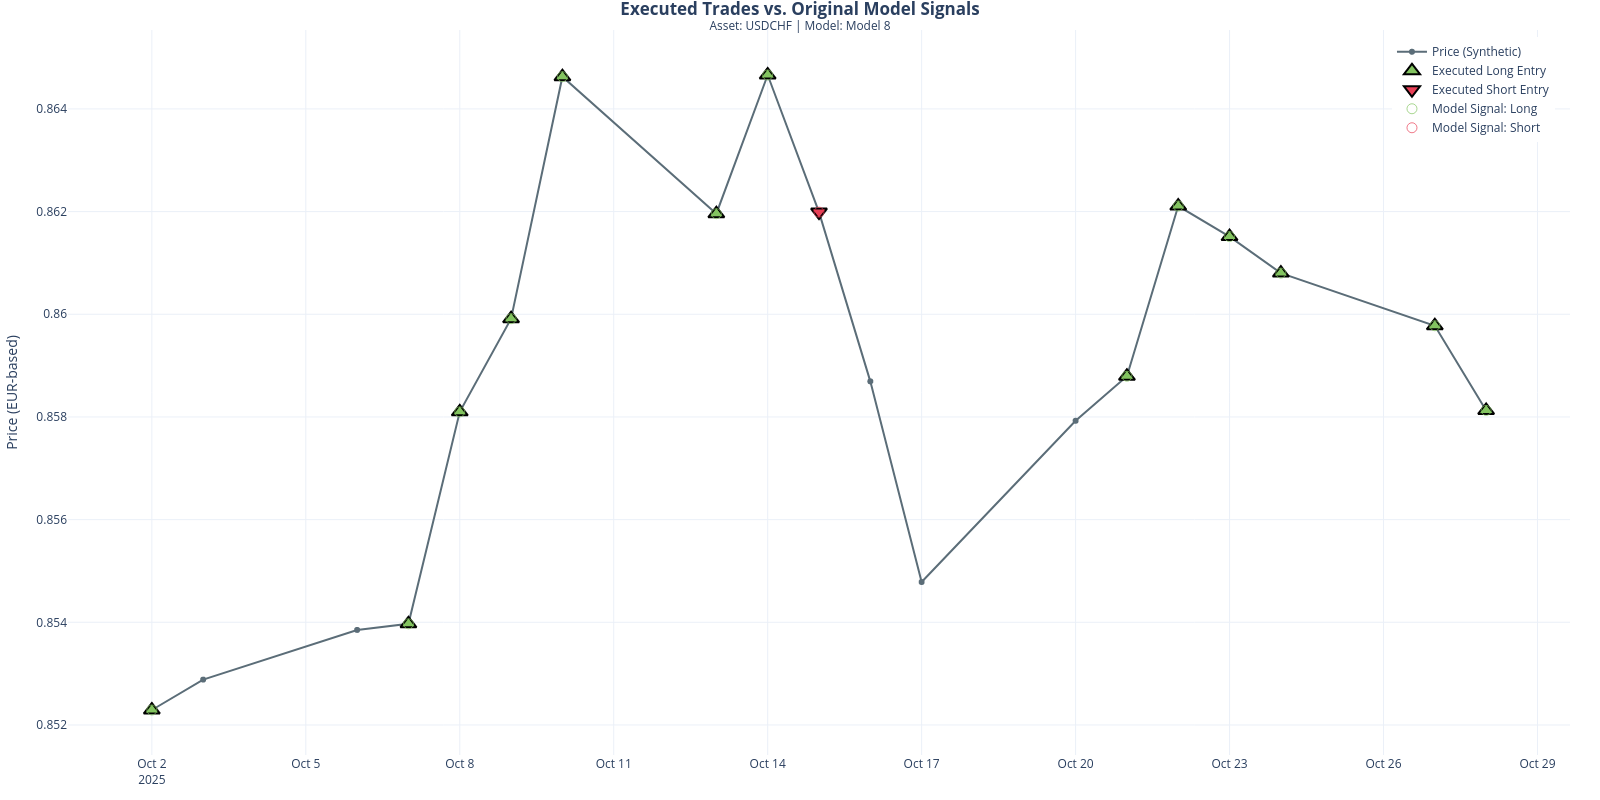 Executed Trades vs. Original Model Signals
Asset: USDCHF | Model: Model 8
Price (Synthetic)
Executed Long Entry
Executed Short Entry
Model Signal: Long
Model Signal: Short
Price (EUR-based)
0.864
0.862
0.86
0.858
0.856
0.854
0.852
Oct 2
2025
Oct 5
Oct 8
Oct 11
Oct 14
Oct 17
Oct 20
Oct 23
Oct 26
Oct 29